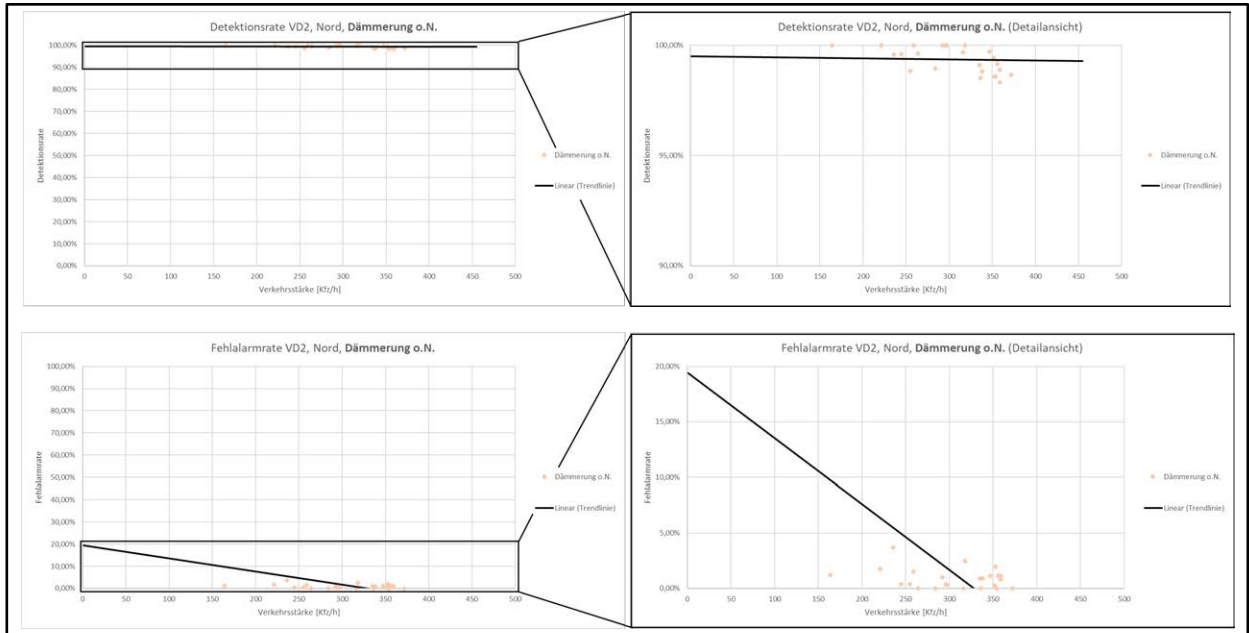 Detektionsrate VD2, Nord, Dämmerung o.N.
100,00%
90,00%
80,00%
70,00%
60,00%
50,00%
40,00%
30,00%
20,00%
10,00%
0,00%
Detektionsrate
0 50 100 150 200 250 300 350 400 450 500
Verkehrsstärke [Kfz/h]
Dämmerung o.N.
Linear (Trendlinie)
Detektionsrate VD2, Nord, Dämmerung o.N. (Detailansicht)
100,00%
95,00%
90,00%
Detektionsrate
0 50 100 150 200 250 300 350 400 450 500
Verkehrsstärke [Kfz/h]
Dämmerung o.N.
Linear (Trendlinie)
Fehlalarmrate VD2, Nord, Dämmerung o.N.
100,00%
90,00%
80,00%
70,00%
60,00%
50,00%
40,00%
30,00%
20,00%
10,00%
0,00%
Fehlalarmrate
0 50 100 150 200 250 300 350 400 450 500
Verkehrsstärke [Kfz/h]
Dämmerung o.N.
Linear (Trendlinie)
Fehlalarmrate VD2, Nord, Dämmerung o.N. (Detailansicht)
20,00%
15,00%
10,00%
5,00%
0,00%
Fehlalarmrate
0 50 100 150 200 250 300 350 400 450 500
Verkehrsstärke [Kfz/h]
Dämmerung o.N.
Linear (Trendlinie)